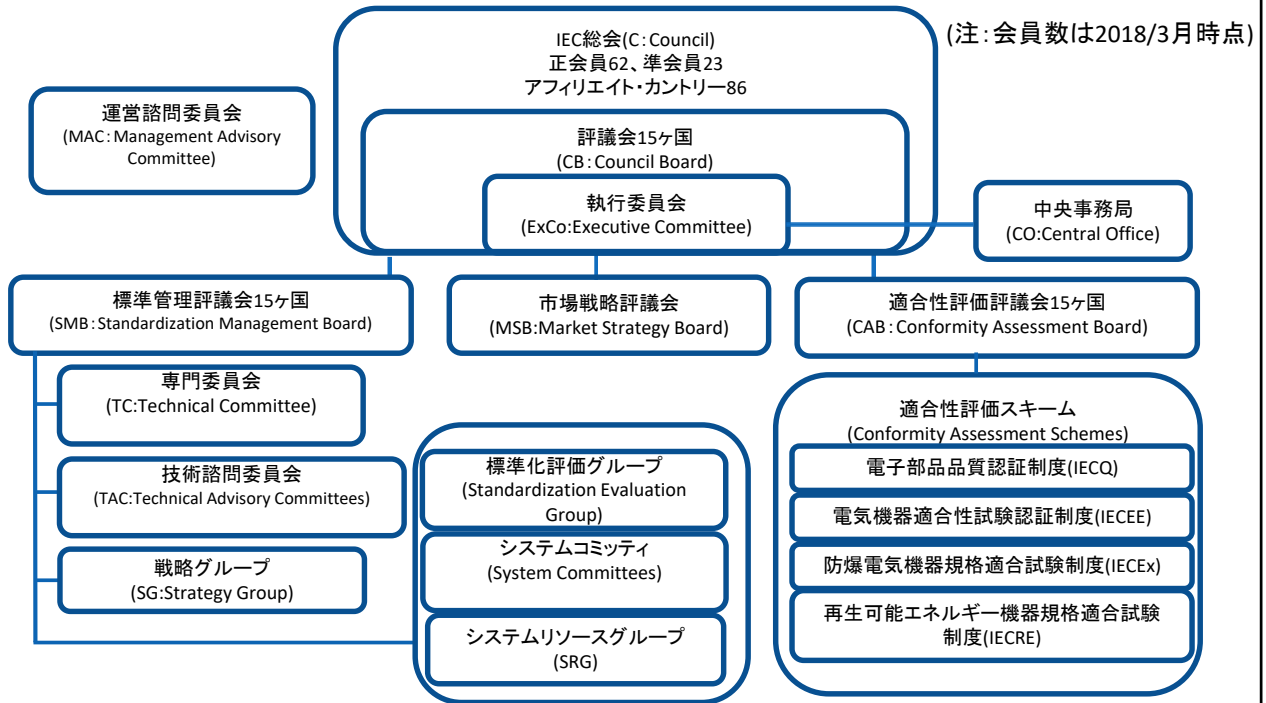 IEC総会(C:Council)
正会員62、準会員23
アフィリエイト・カントリー86
(注:会員数は2018/3月時点)
運営諮問委員会
(MAC:Management Advisory
Committee)
評議会15ヶ国
(CB:Council Board)
執行委員会
(ExCo:Executive Committee)
中央事務局
(CO:Central Office)
標準管理評議会15ヶ国
(SMB:Standardization Management Board)
市場戦略評議会
(MSB:Market Strategy Board)
適合性評価評議会15ヶ国
(CAB:Conformity Assessment Board)
専門委員会
(TC:Technical Committee)
技術諮問委員会
(TAC:Technical Advisory Committees)
戦略グループ
(SG:Strategy Group)
標準化評価グループ
(Standardization Evaluation
Group)
システムコミッティ
(System Committees)
システムリソースグループ
(SRG)
適合性評価スキーム
(Conformity Assessment Schemes)
電子部品品質認証制度(IECQ)
電気機器適合性試験認証制度(IECEE)
防爆電気機器規格適合試験制度(IECEx)
再生可能エネルギー機器規格適合試験
制度(IECRE)